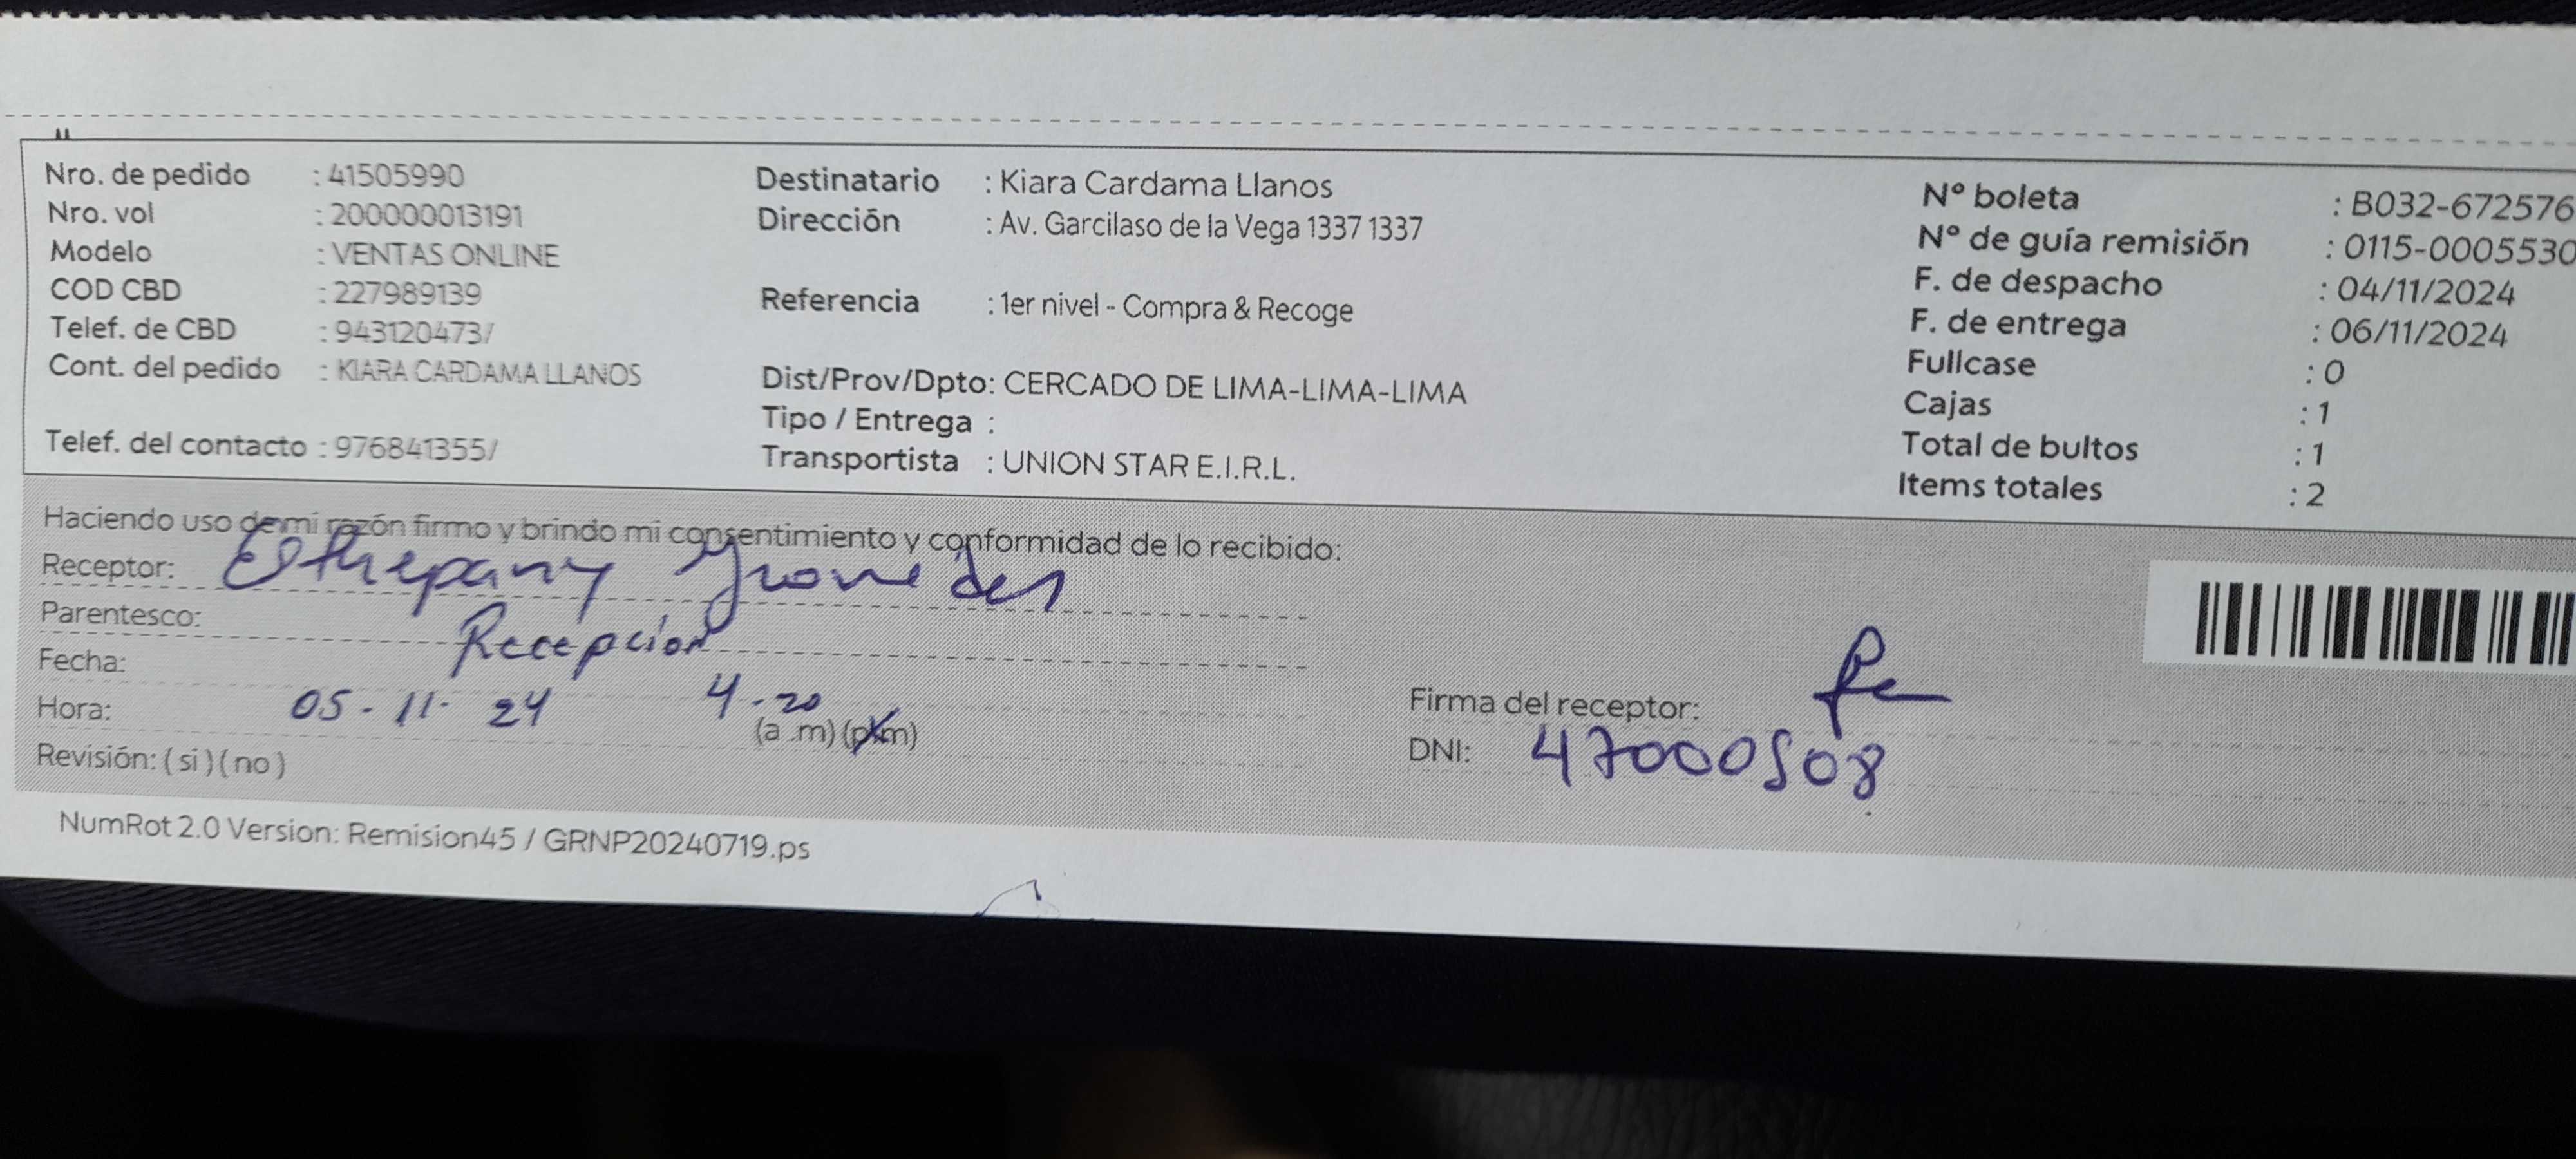 Nro. de pedido : 41505990
Nro. vol : 200000013191
Modelo : VENTAS ONLINE
COD CBD : 227989139
Telef. de CBD : 943120473/
Cont. del pedido : KIARA CARDAMA LLANOS
Telef. del contacto : 976841355/
Destinatario : Kiara Cardama Llanos
Dirección : Av. Garcilaso de la Vega 1337 1337
Referencia : 1er nivel - Compra & Recoge
Dist/Prov/Dpto: CERCADO DE LIMA-LIMA-LIMA
Tipo / Entrega :
Transportista : UNION STAR E.I.R.L.
Nº boleta : B032-672576
Nº de guía remisión : 0115-0005530
F. de despacho : 04/11/2024
F. de entrega : 06/11/2024
Fullcase : 0
Cajas : 1
Total de bultos : 1
Items totales : 2
Haciendo uso de mi razón firmo y brindo mi consentimiento y conformidad de lo recibido:
Receptor: Esthepany
Parentesco: Recepción
Fecha:
Hora: 05-11-24 4-20 (a .m) (p.m)
Revisión: ( si ) ( no )
Firma del receptor:
DNI: 47000508
NumRot 2.0 Version: Remision45 / GRNP20240719.ps